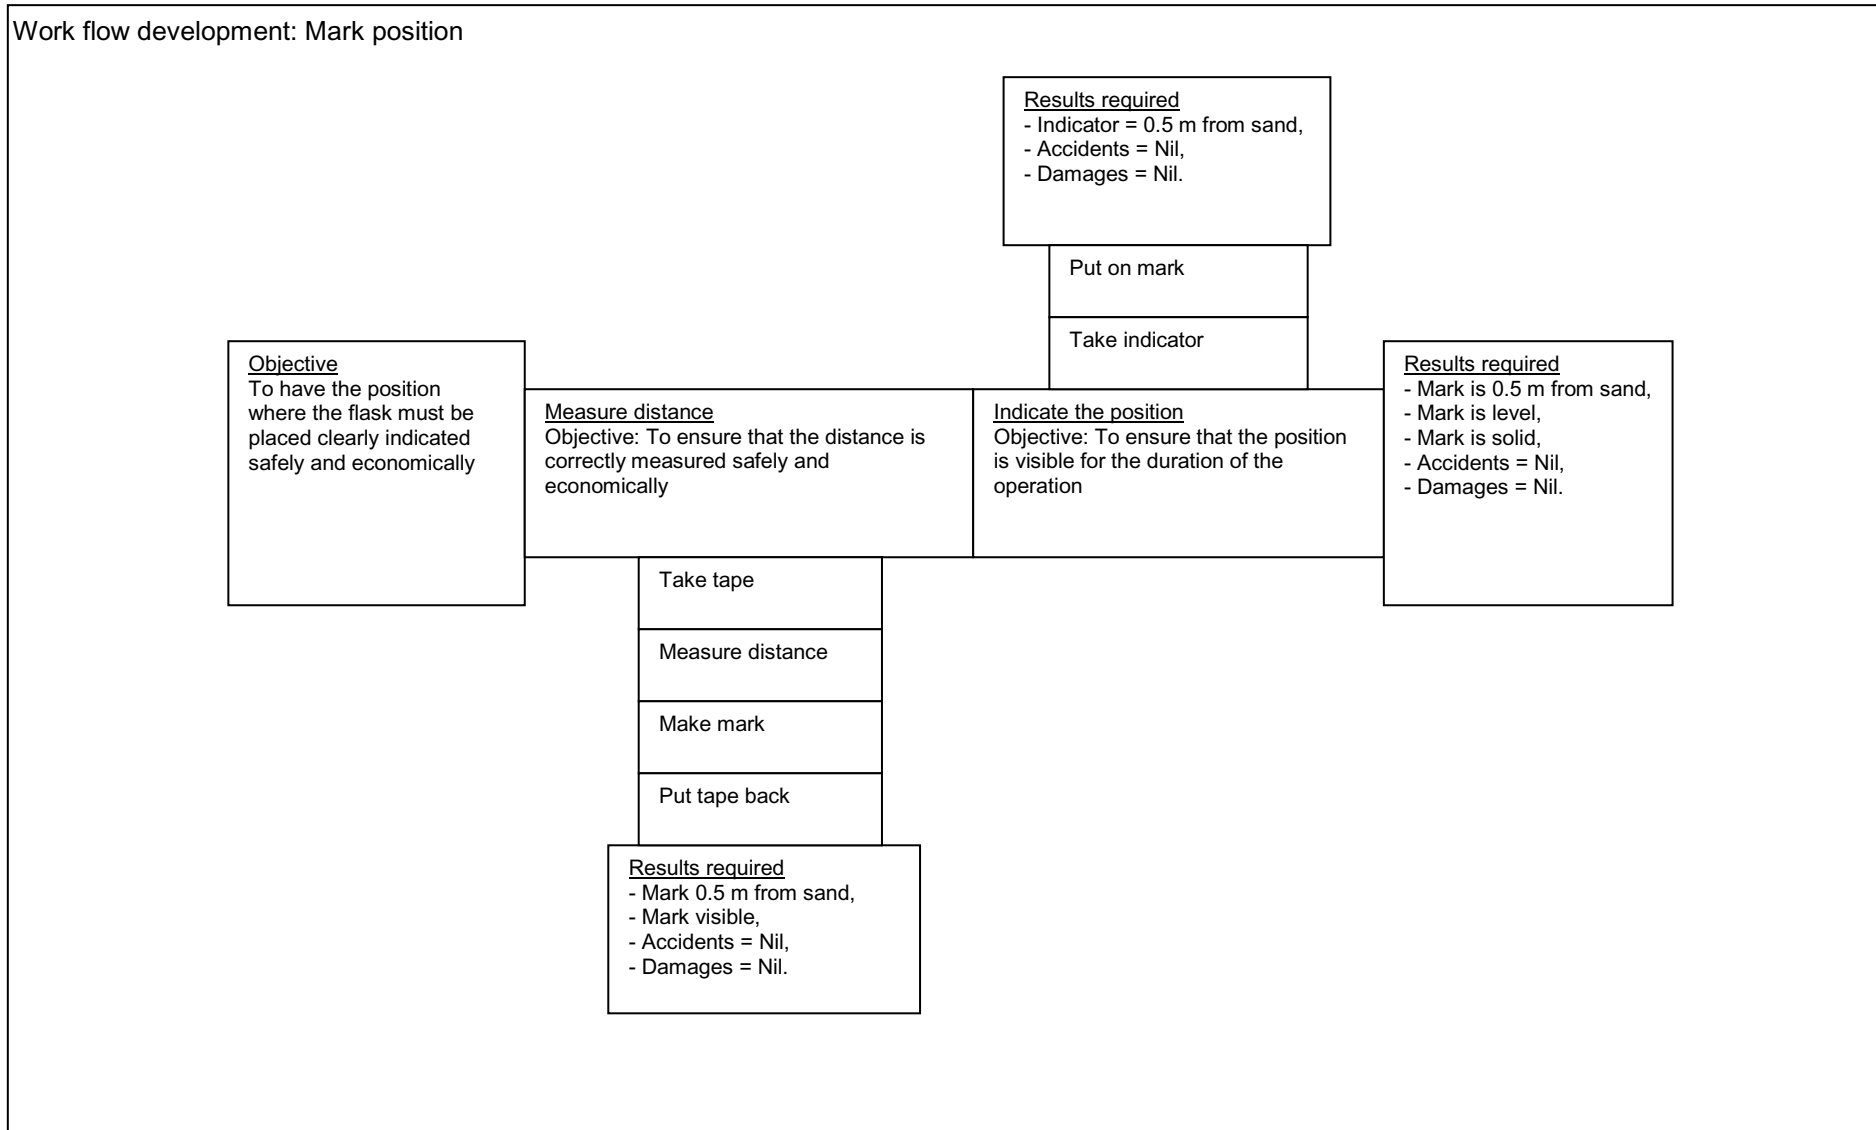 Work flow development: Mark position
Results required
- Indicator = 0.5 m from sand,
- Accidents = Nil,
- Damages = Nil.
Put on mark
Take indicator
Objective
To have the position
where the flask must be
placed clearly indicated
safely and economically
Measure distance
Objective: To ensure that the distance is
correctly measured safely and
economically
Indicate the position
Objective: To ensure that the position
is visible for the duration of the
operation
Results required
- Mark is 0.5 m from sand,
- Mark is level,
- Mark is solid,
- Accidents = Nil,
- Damages = Nil.
Take tape
Measure distance
Make mark
Put tape back
Results required
- Mark 0.5 m from sand,
- Mark visible,
- Accidents = Nil,
- Damages = Nil.